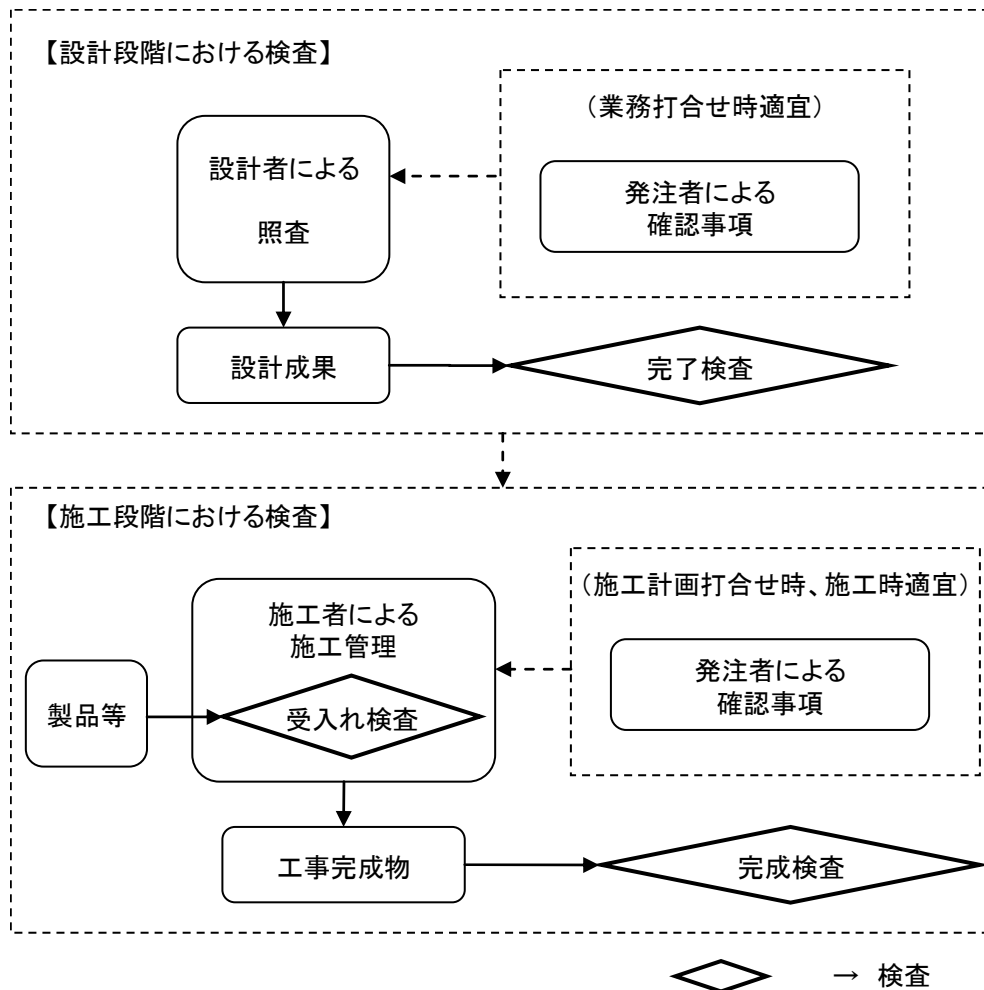 【設計段階における検査】
(業務打合せ時適宜)
設計者による
照査
発注者による
確認事項
設計成果
完了検査
【施工段階における検査】
(施工計画打合せ時、施工時適宜)
施工者による
施工管理
発注者による
確認事項
製品等
受入れ検査
工事完成物
完成検査
→ 検査